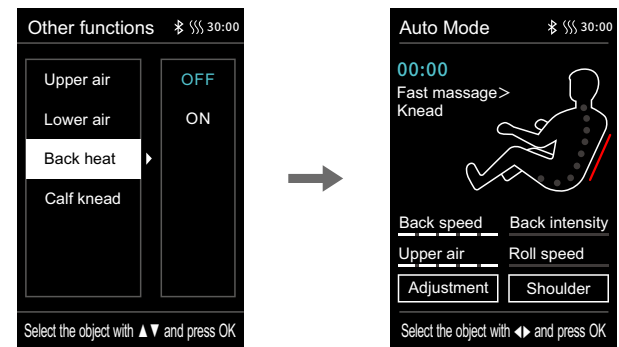 Other functions 30:00
Upper air
Lower air
Back heat
Calf knead
OFF
ON
Select the object with ▲▼ and press OK
Auto Mode 30:00
00:00
Fast massage>
Knead
Back speed Back intensity
Upper air Roll speed
Adjustment Shoulder
Select the object with ◀▶ and press OK